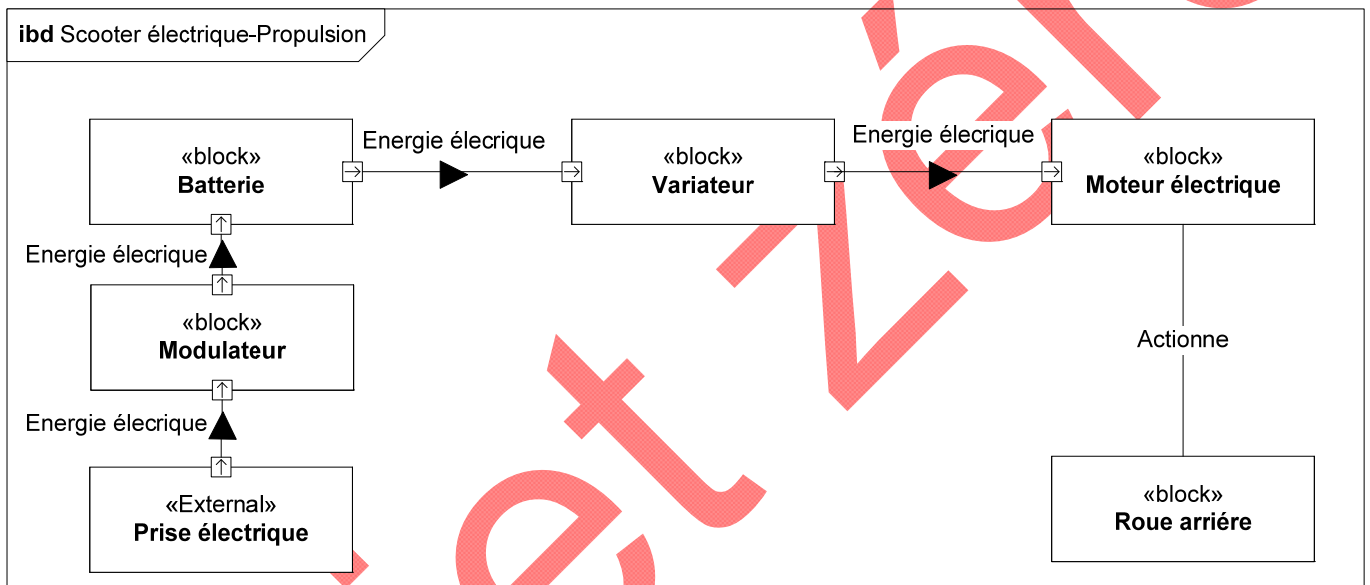 ibd Scooter électrique-Propulsion
Energie élecrique
Energie élecrique
«block»
Batterie
«block»
Variateur
«block»
Moteur électrique
Energie élecrique
«block»
Modulateur
Actionne
Energie élecrique
«External»
Prise électrique
«block»
Roue arriére